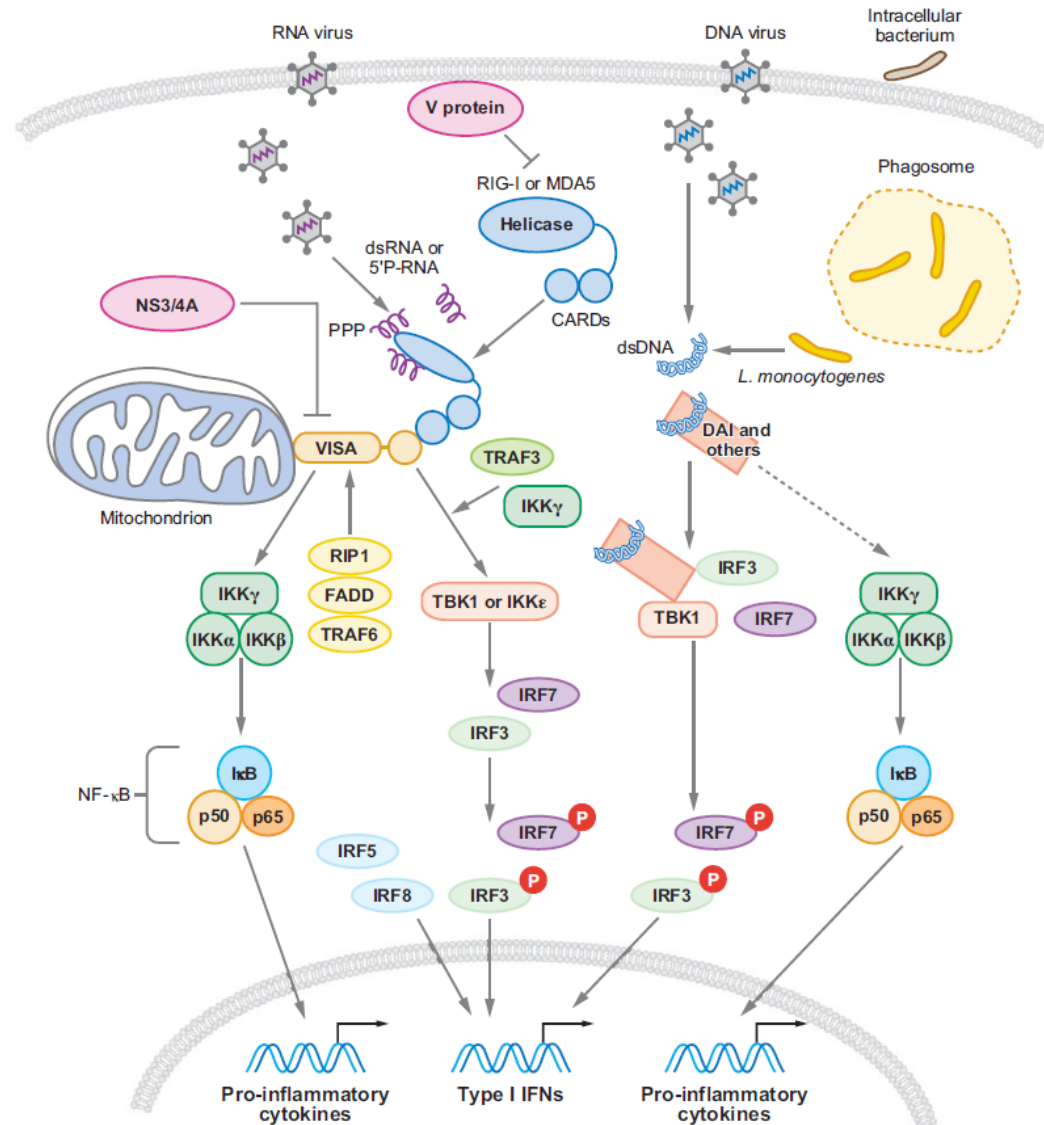 RNA virus
DNA virus
Intracellular
bacterium
V protein
RIG-I or MDA5
Helicase
CARDs
Phagosome
dsRNA or
5'P-RNA
PPP
NS3/4A
dsDNA
L. monocytogenes
DAI and
others
VISA
Mitochondrion
TRAF3
IKKγ
RIP1
FADD
TRAF6
IKKγ
IKKα
IKKβ
TBK1 or IKKε
IRF3
TBK1
IRF7
IKKγ
IKKα
IKKβ
IRF7
IRF3
NF-κB
IκB
p50
p65
IRF5
IRF8
IRF7
P
IRF3
P
IRF7
P
IRF3
P
IκB
p50
p65
Pro-inflammatory
cytokines
Type I IFNs
Pro-inflammatory
cytokines